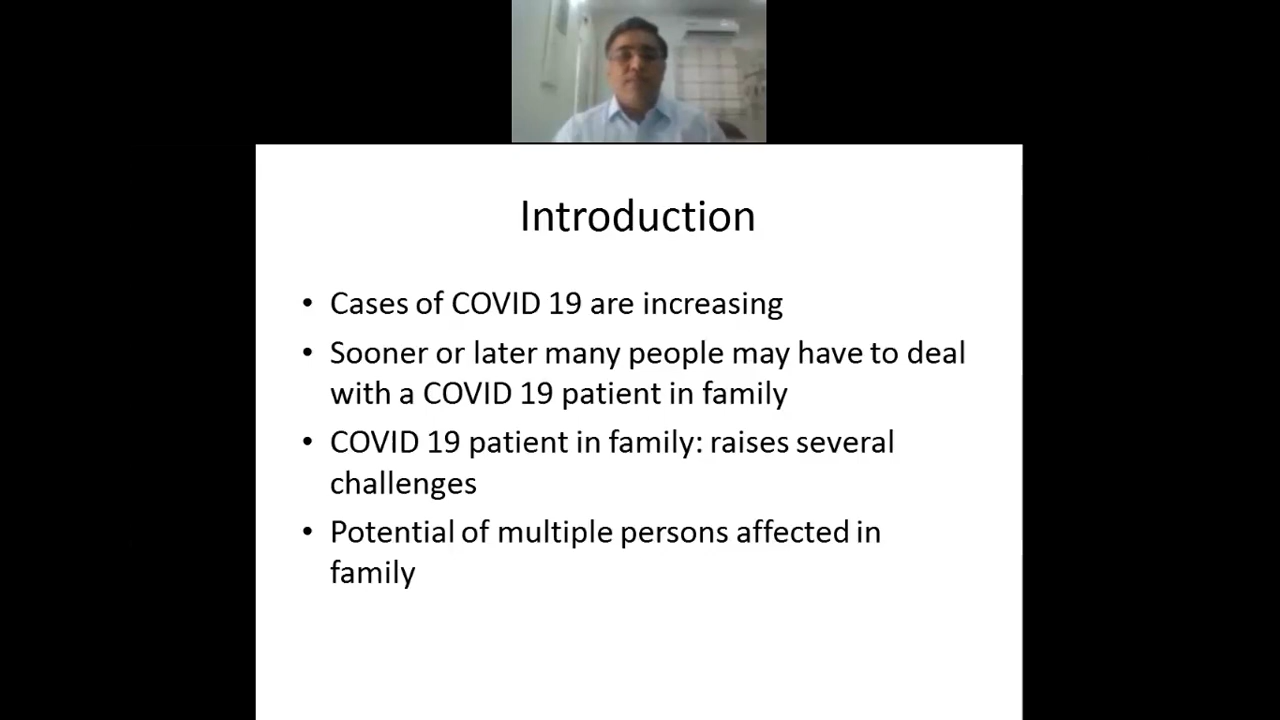 Introduction
• Cases of COVID 19 are increasing
• Sooner or later many people may have to deal
with a COVID 19 patient in family
• COVID 19 patient in family: raises several
challenges
• Potential of multiple persons affected in
family